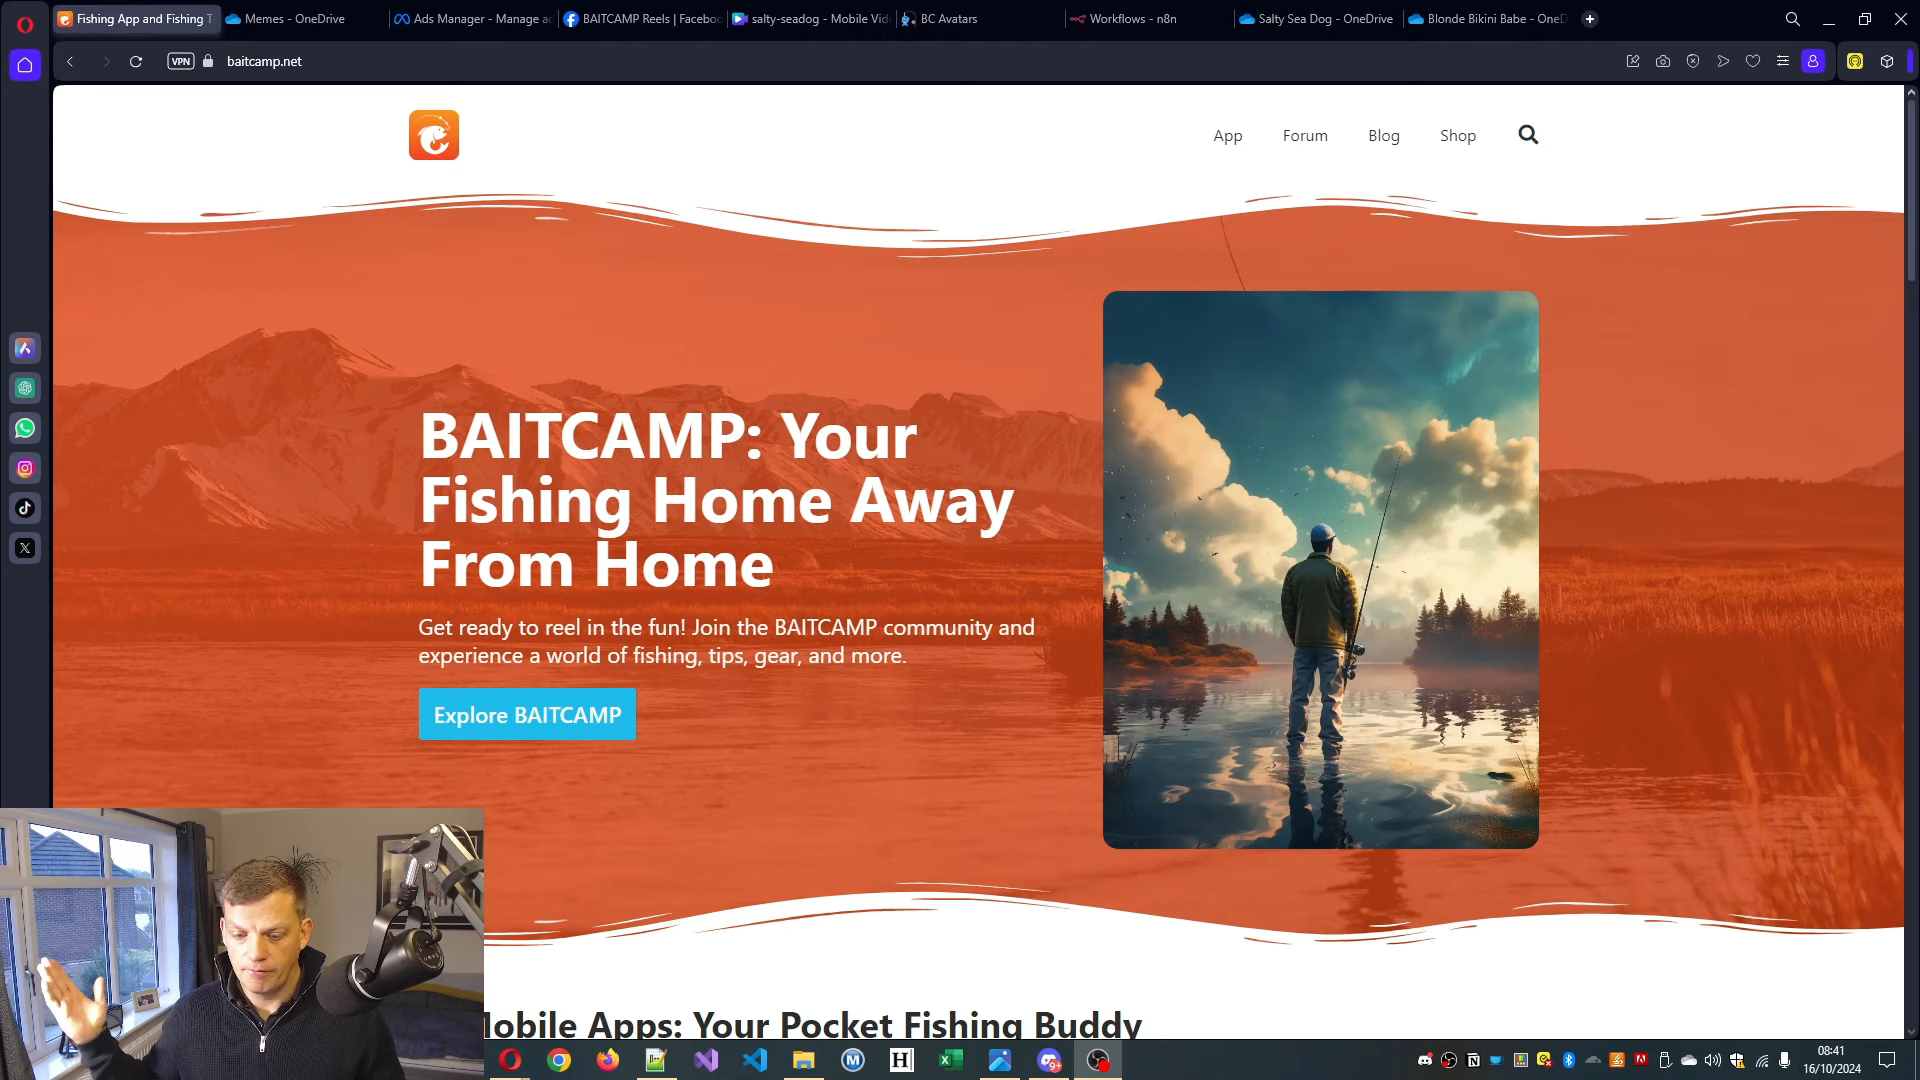 Fishing App and Fishing T
Memes - OneDrive
Ads Manager - Manage ad
BAITCAMP Reels | Faceboo
salty-seadog - Mobile Vid
BC Avatars
Workflows - n8n
Salty Sea Dog - OneDrive
Blonde Bikini Babe - OneD
VPN
baitcamp.net
App
Forum
Blog
Shop
BAITCAMP: Your
Fishing Home Away
From Home
Get ready to reel in the fun! Join the BAITCAMP community and
experience a world of fishing, tips, gear, and more.
Explore BAITCAMP
Mobile Apps: Your Pocket Fishing Buddy
9+
08:41
16/10/2024